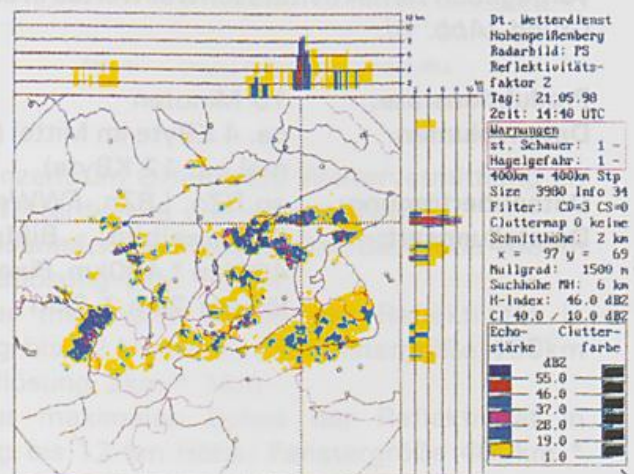 Dt. Wetterdienst
Hohenpeißenberg
Radarbild: PS
Reflektivitäts-
faktor Z
Tag: 21.05.98
Zeit: 14:40 UTC
Warnungen
st. Schauer: 1 -
Hagelgefahr: 1 -
400km * 400km Stp
Size 3980 Info 34
Filter: CD=3 CS=0
Cluttermap 0 keine
Schnitthöhe: 2 km
x = 97 y = 69
Nullgrad: 1500 m
Suchhöhe MH: 6 km
H-Index: 46.0 dBZ
Cl 40.0 / 10.0 dBZ
Echo- Clutter-
stärke farbe
dBZ
55.0
46.0
37.0
28.0
19.0
1.0